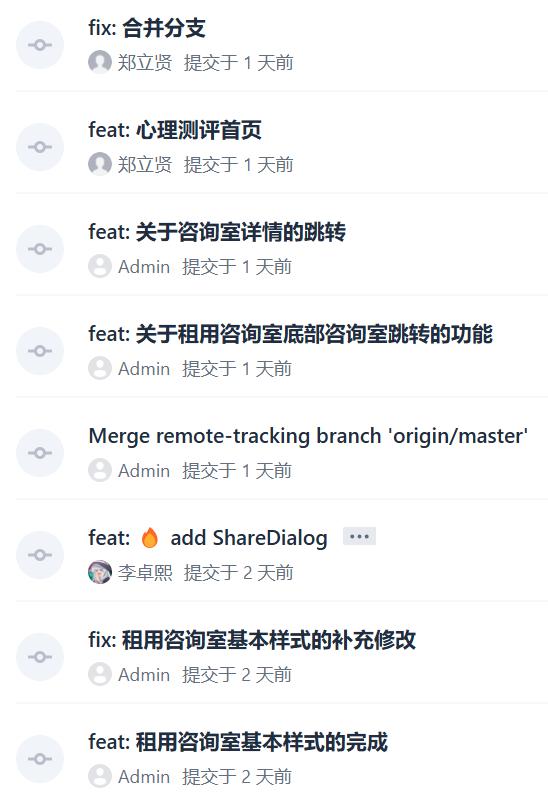 fix: 合并分支
郑立贤 提交于 1 天前
feat: 心理测评首页
郑立贤 提交于 1 天前
feat: 关于咨询室详情的跳转
Admin 提交于 1 天前
feat: 关于租用咨询室底部咨询室跳转的功能
Admin 提交于 1 天前
Merge remote-tracking branch 'origin/master'
Admin 提交于 1 天前
feat: 🔥 add ShareDialog ···
李卓熙 提交于 2 天前
fix: 租用咨询室基本样式的补充修改
Admin 提交于 2 天前
feat: 租用咨询室基本样式的完成
Admin 提交于 2 天前